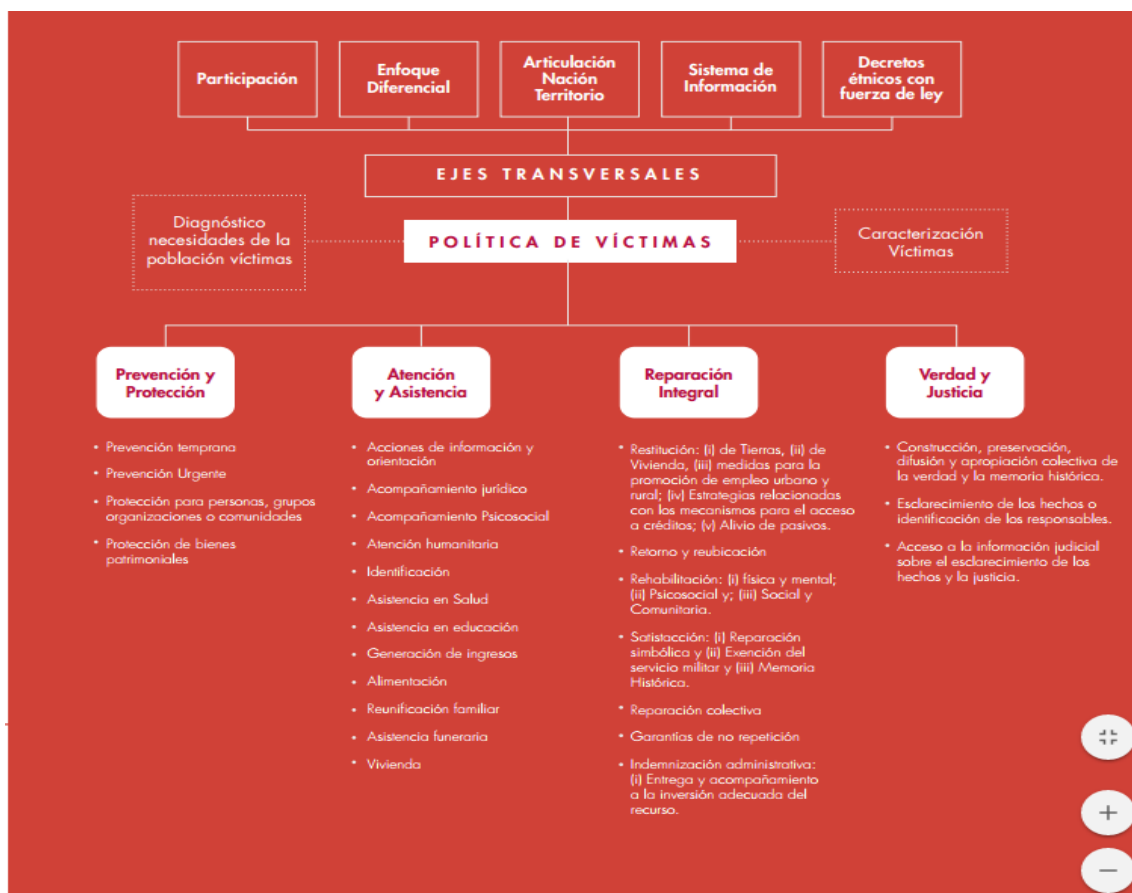 Participación
Enfoque
Diferencial
Articulación
Nación
Territorio
Sistema de
Información
Decretos
étnicos con
fuerza de ley
EJES TRANSVERSALES
Diagnóstico
necesidades de la
población víctimas
POLÍTICA DE VÍCTIMAS
Caracterización
Víctimas
Prevención y
Protección
• Prevención temprana
• Prevención Urgente
• Protección para personas, grupos
organizaciones o comunidades
• Protección de bienes
patrimoniales
Atención
y Asistencia
• Acciones de información y
orientación
• Acompañamiento jurídico
• Acompañamiento Psicosocial
• Atención humanitaria
• Identificación
• Asistencia en Salud
• Asistencia en educación
• Generación de ingresos
• Alimentación
• Reunificación familiar
• Asistencia funeraria
• Vivienda
Reparación
Integral
• Restitución: (i) de Tierras, (ii) de
Vivienda, (iii) medidas para la
promoción de empleo urbano y
rural; (iv) Estrategias relacionadas
con los mecanismos para el acceso
a créditos; (v) Alivio de pasivos.
• Retorno y reubicación
• Rehabilitación: (i) física y mental;
(ii) Psicosocial y; (iii) Social y
Comunitaria.
• Satisfacción: (i) Reparación
simbólica y (ii) Exención del
servicio militar y (iii) Memoria
Histórica.
• Reparación colectiva
• Garantías de no repetición
• Indemnización administrativa:
(i) Entrega y acompañamiento
a la inversión adecuada del
recurso.
Verdad y
Justicia
• Construcción, preservación,
difusión y apropiación colectiva de
la verdad y la memoria histórica.
• Esclarecimiento de los hechos o
identificación de los responsables.
• Acceso a la información judicial
sobre el esclarecimiento de los
hechos y la justicia.